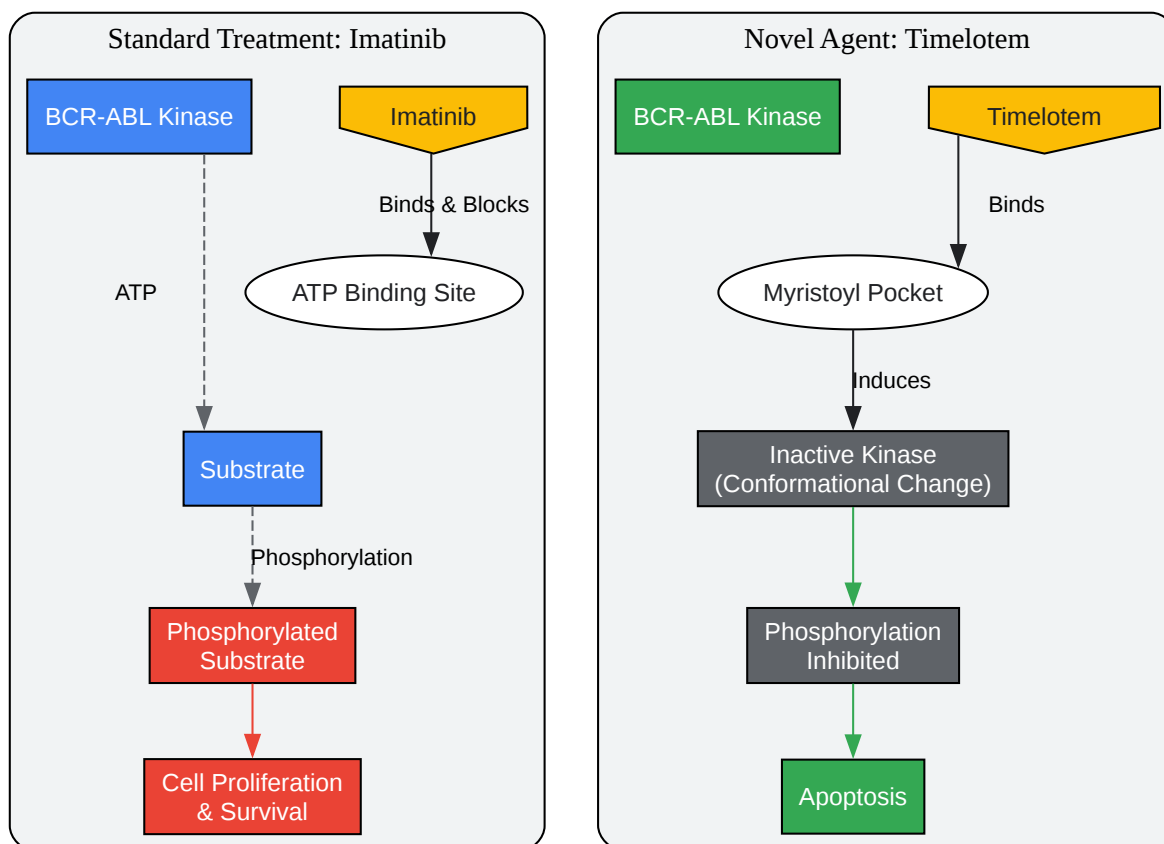 Standard Treatment: Imatinib
BCR-ABL Kinase
Imatinib
Binds & Blocks
ATP
ATP Binding Site
Substrate
Phosphorylation
Phosphorylated
Substrate
Cell Proliferation
& Survival
Novel Agent: Timelotem
BCR-ABL Kinase
Timelotem
Binds
Myristoyl Pocket
Induces
Inactive Kinase
(Conformational Change)
Phosphorylation
Inhibited
Apoptosis